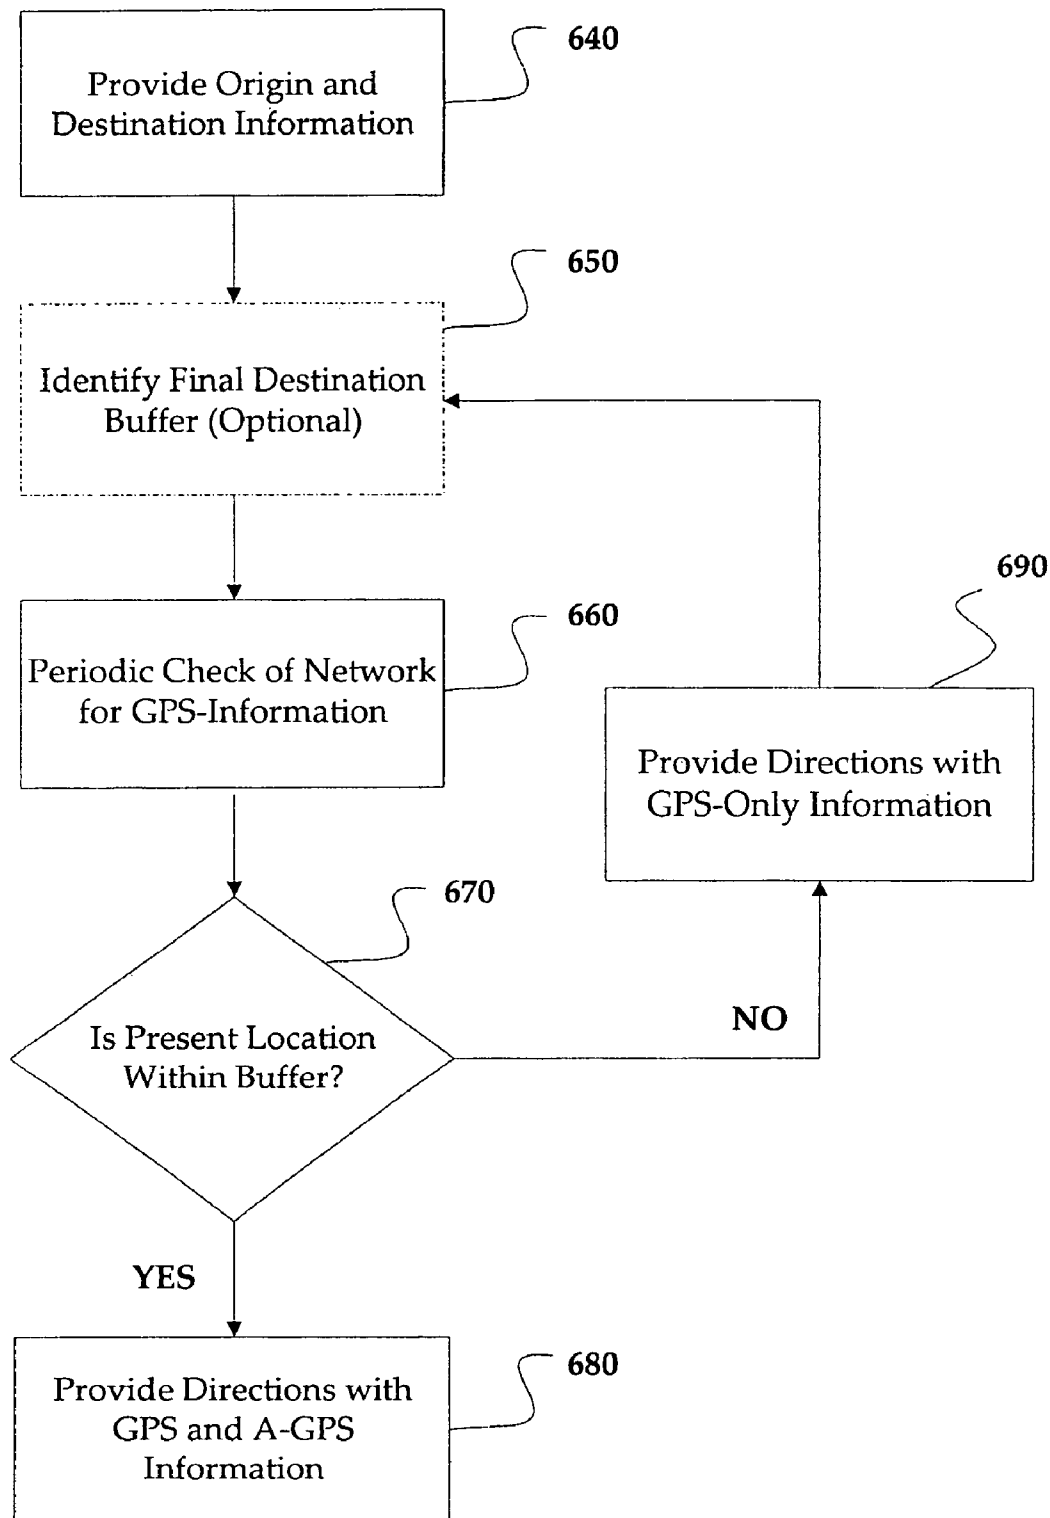 640
Provide Origin and
Destination Information
650
Identify Final Destination
Buffer (Optional)
660
Periodic Check of Network
for GPS-Information
690
Provide Directions with
GPS-Only Information
670
Is Present Location
Within Buffer?
NO
YES
680
Provide Directions with
GPS and A-GPS
Information